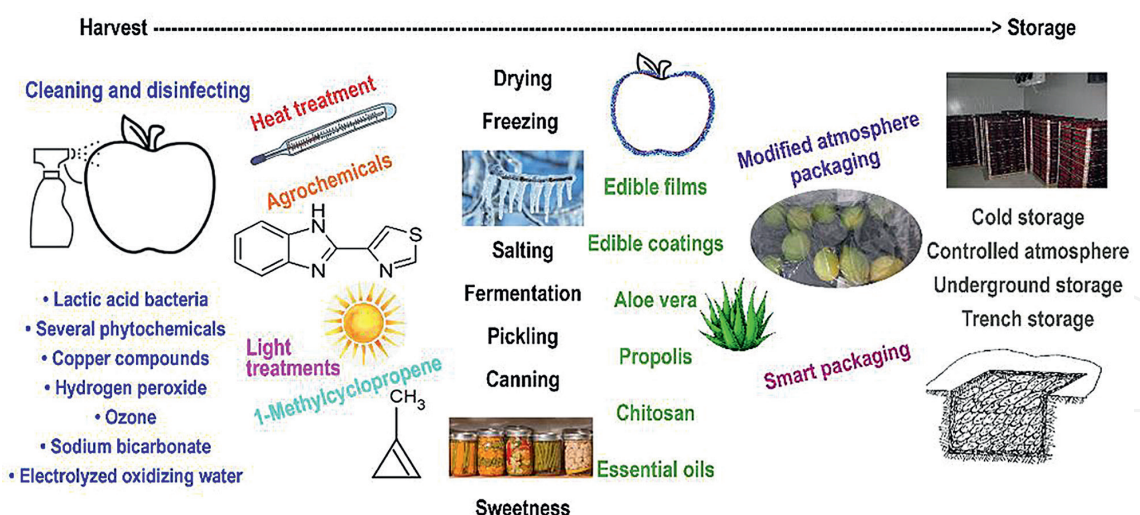 Harvest ---> Storage
Cleaning and disinfecting
• Lactic acid bacteria
• Several phytochemicals
• Copper compounds
• Hydrogen peroxide
• Ozone
• Sodium bicarbonate
• Electrolyzed oxidizing water
Heat treatment
Agrochemicals
H
N
S
N
N
Light
treatments
1-Methylcyclopropene
CH3
Drying
Freezing
Salting
Fermentation
Pickling
Canning
Sweetness
Edible films
Edible coatings
Aloe vera
Propolis
Chitosan
Essential oils
Modified atmosphere
packaging
Smart packaging
Cold storage
Controlled atmosphere
Underground storage
Trench storage